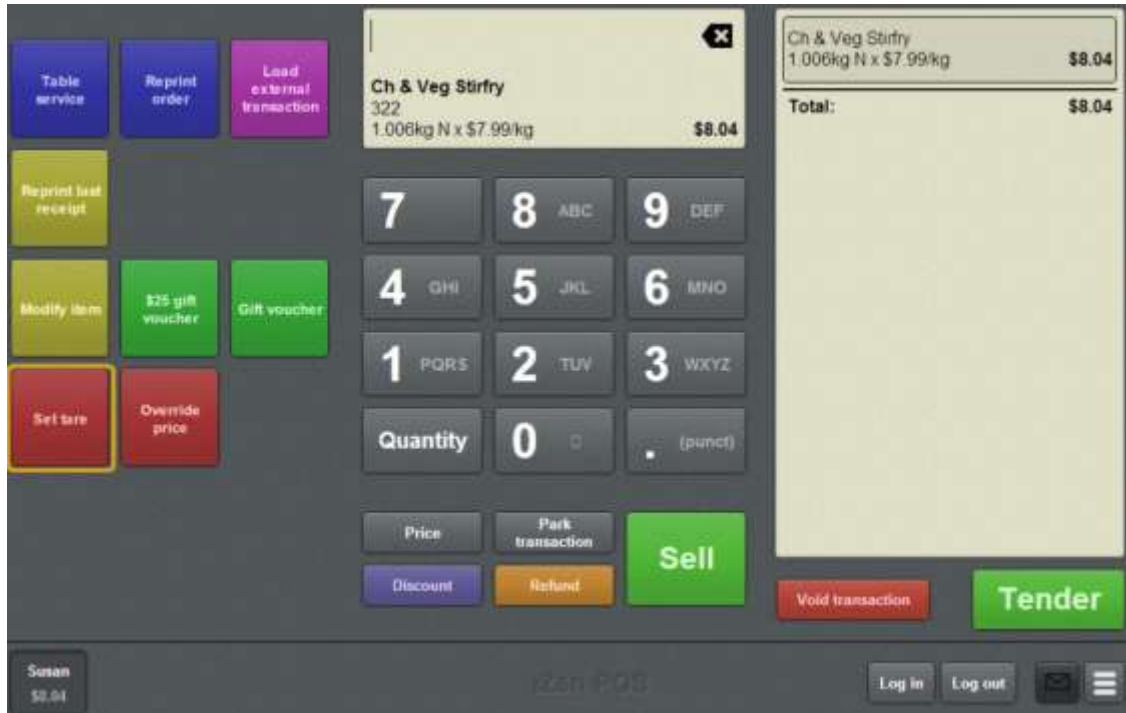 Table
service
Reprint
order
Load
external
transaction
Reprint last
receipt
Modify item
$25 gift
voucher
Gift voucher
Set tare
Override
price
Ch & Veg Stirfry
322
1.006kg N x $7.99/kg $8.04
7
8 ABC
9 DEF
4 GHI
5 JKL
6 MNO
1 PQRS
2 TUV
3 WXYZ
Quantity
0
. (punct)
Price
Park
transaction
Discount
Refund
Sell
Ch & Veg Stirfry
1.006kg N x $7.99/kg $8.04
Total: $8.04
Void transaction
Tender
Susan
$8.04
POS
Log in
Log out